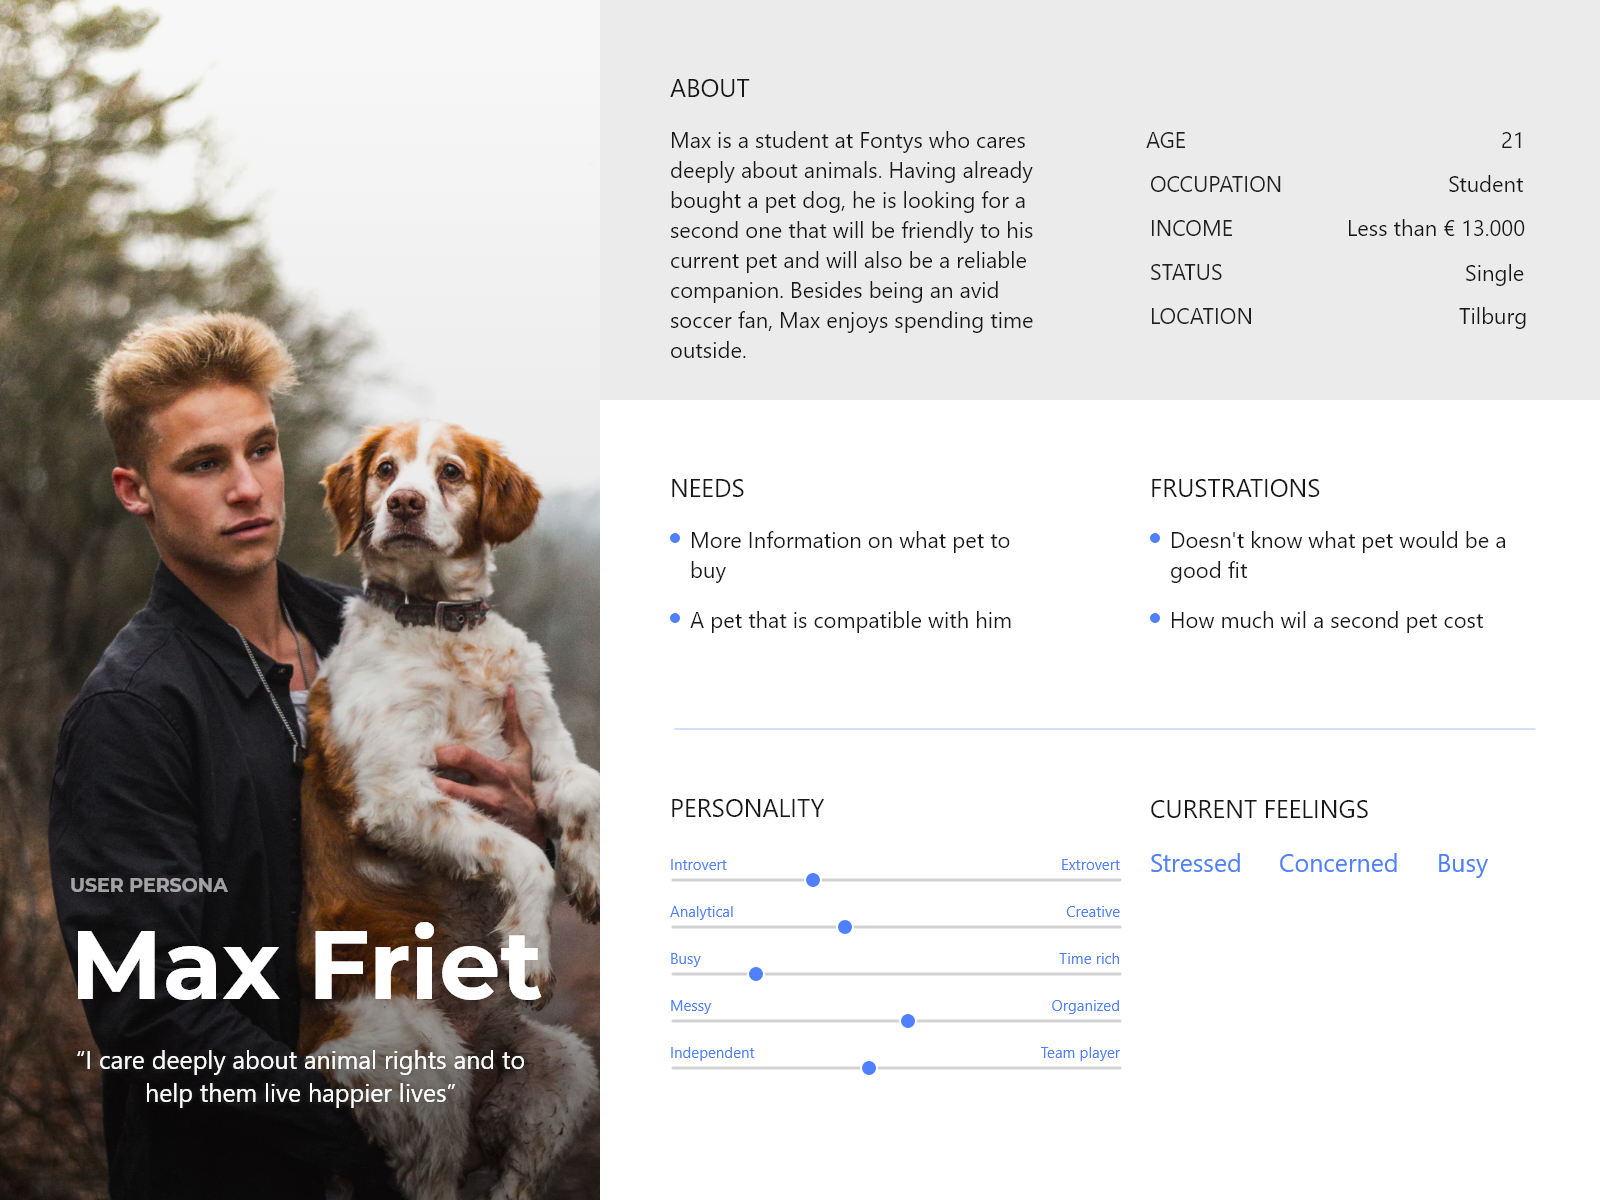 USER PERSONA
Max Friet
“I care deeply about animal rights and to
help them live happier lives”
ABOUT
Max is a student at Fontys who cares
deeply about animals. Having already
bought a pet dog, he is looking for a
second one that will be friendly to his
current pet and will also be a reliable
companion. Besides being an avid
soccer fan, Max enjoys spending time
outside.
AGE 21
OCCUPATION Student
INCOME Less than € 13.000
STATUS Single
LOCATION Tilburg
NEEDS
More Information on what pet to
buy
A pet that is compatible with him
FRUSTRATIONS
Doesn't know what pet would be a
good fit
How much wil a second pet cost
PERSONALITY
Introvert Extrovert
Analytical Creative
Busy Time rich
Messy Organized
Independent Team player
CURRENT FEELINGS
Stressed Concerned Busy